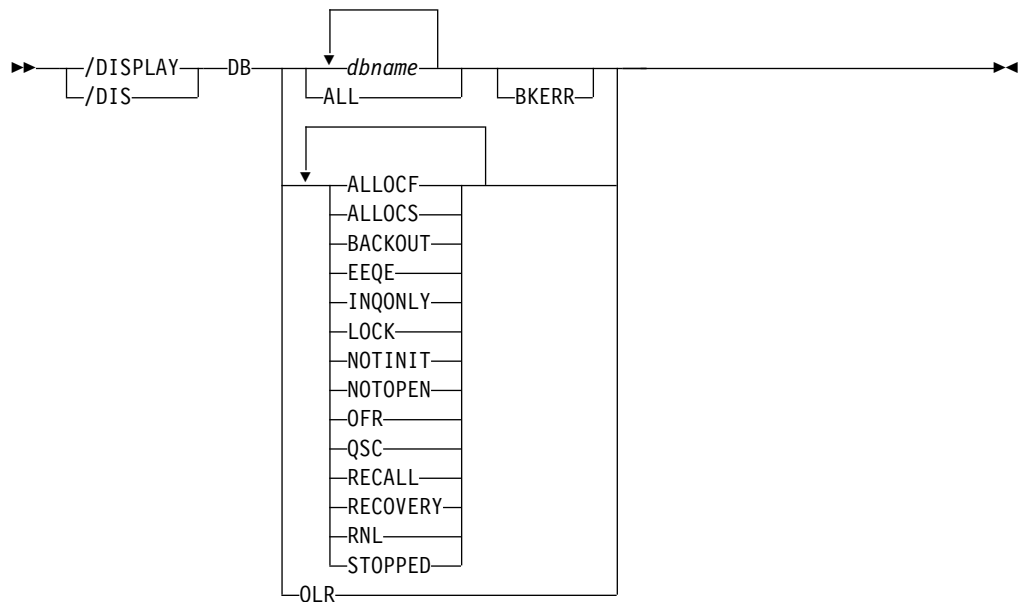 /DISPLAY DB dbname
/DIS ALL BKERR
ALLOCF
ALLOCS
BACKOUT
EEQE
INQONLY
LOCK
NOTINIT
NOTOPEN
OFR
QSC
RECALL
RECOVERY
RNL
STOPPED
OLR